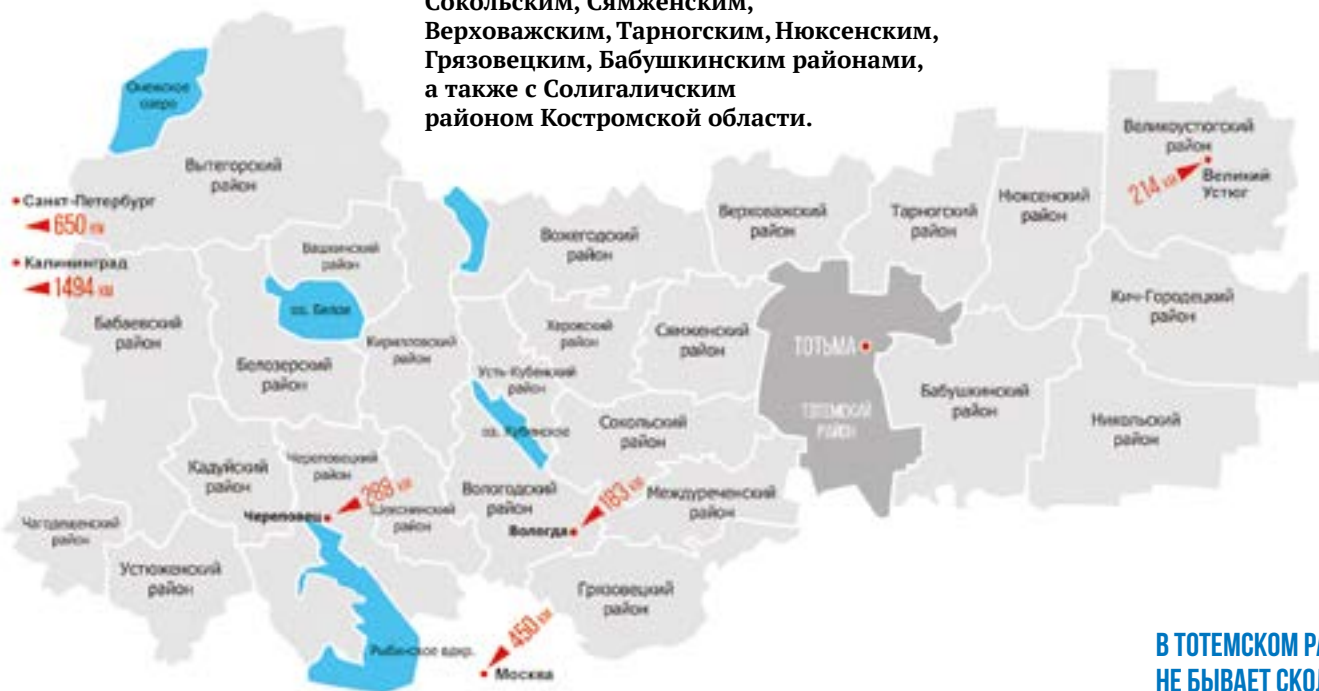 Сокольским, Сямженским,
Верховажским, Тарногским, Нюксенским,
Грязовецким, Бабушкинским районами,
а также с Солигаличским
районом Костромской области.
Онежское
озеро
Вытегорский
район
Санкт-Петербург
650 км
Калининград
1494 км
Великоустюгский
район
214 км
Великий
Устюг
Нюксенский
район
Тарногский
район
Верховажский
район
Вожегодский
район
Вашкинский
район
оз. Белое
Бабаевский
район
Белозерский
район
Кирилловский
район
Харовский
район
Сямженский
район
Усть-Кубинский
район
ТОТЬМА
ТОТЕМСКИЙ
РАЙОН
Кич-Городецкий
район
Бабушкинский
район
Никольский
район
оз. Кубенское
Сокольский
район
Кадуйский
район
Череповецкий
район
289 км
Череповец
Шекснинский
район
Вологодский
район
183 км
Вологда
Междуреченский
район
Чагодощенский
район
Устюженский
район
Грязовецкий
район
Рыбинское вдхр.
450 км
Москва
В ТОТЕМСКОМ РА
НЕ БЫВАЕТ СКОЛ